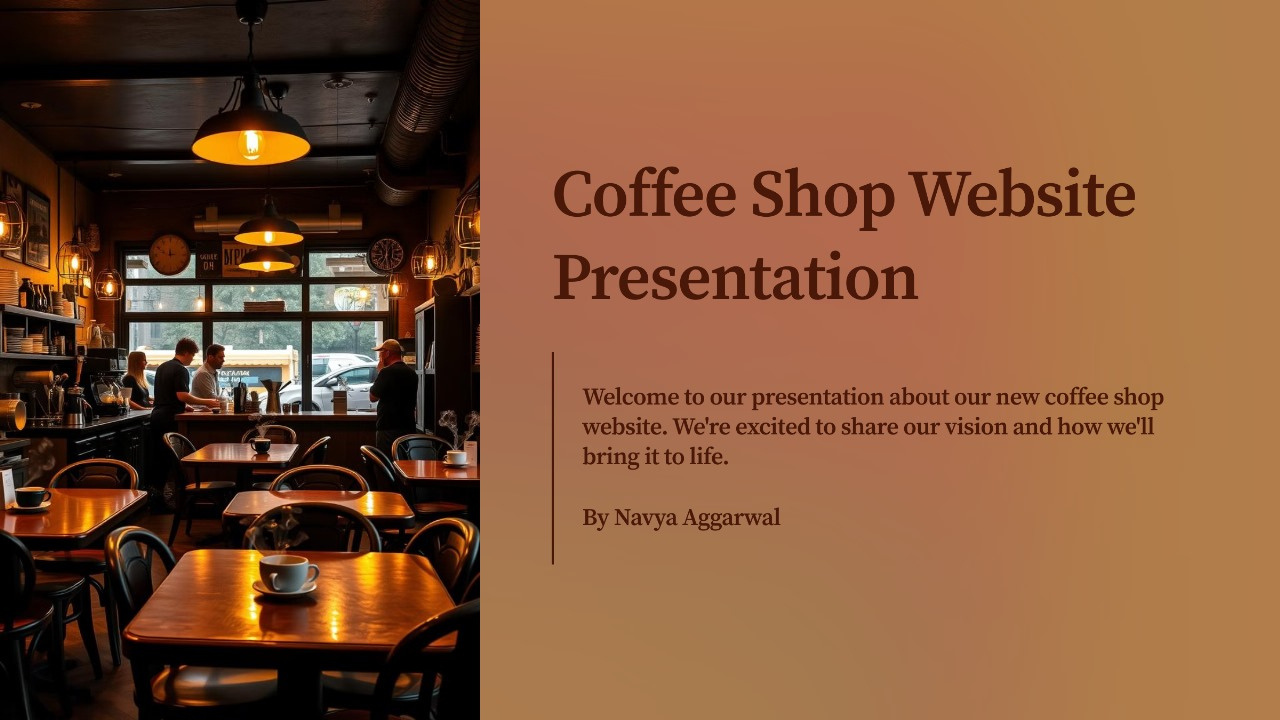 Coffee Shop Website
Presentation
Welcome to our presentation about our new coffee shop
website. We're excited to share our vision and how we'll
bring it to life.
By Navya Aggarwal